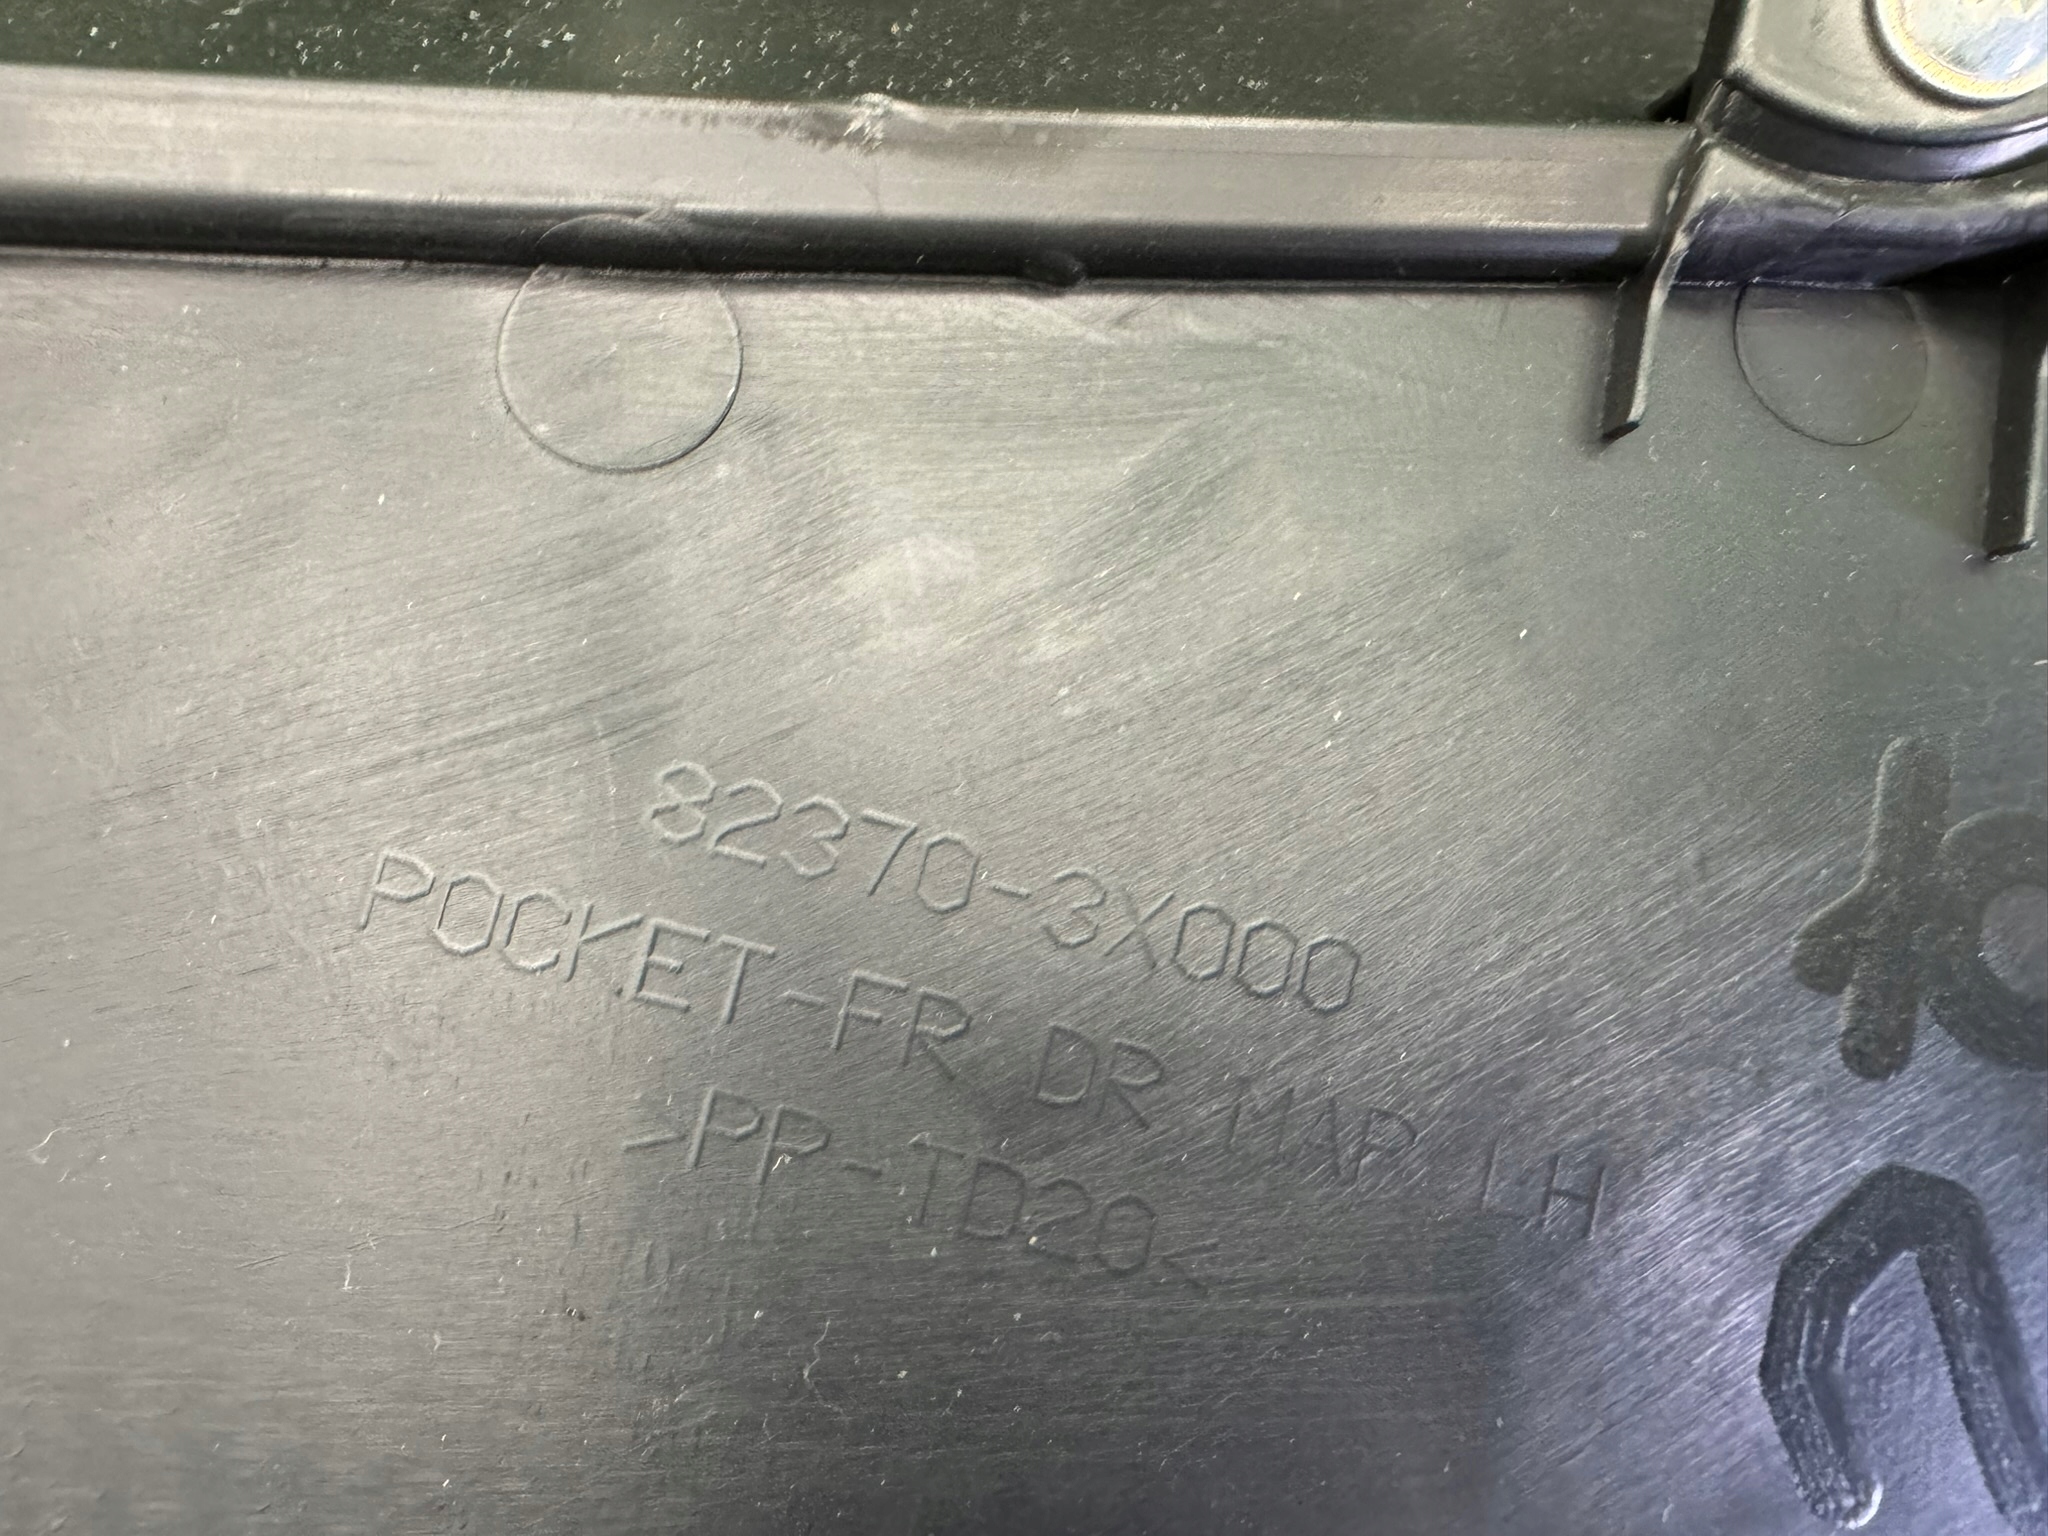 82370-3X000
POCKET-FR DR MAP LH
>PP-TD20<